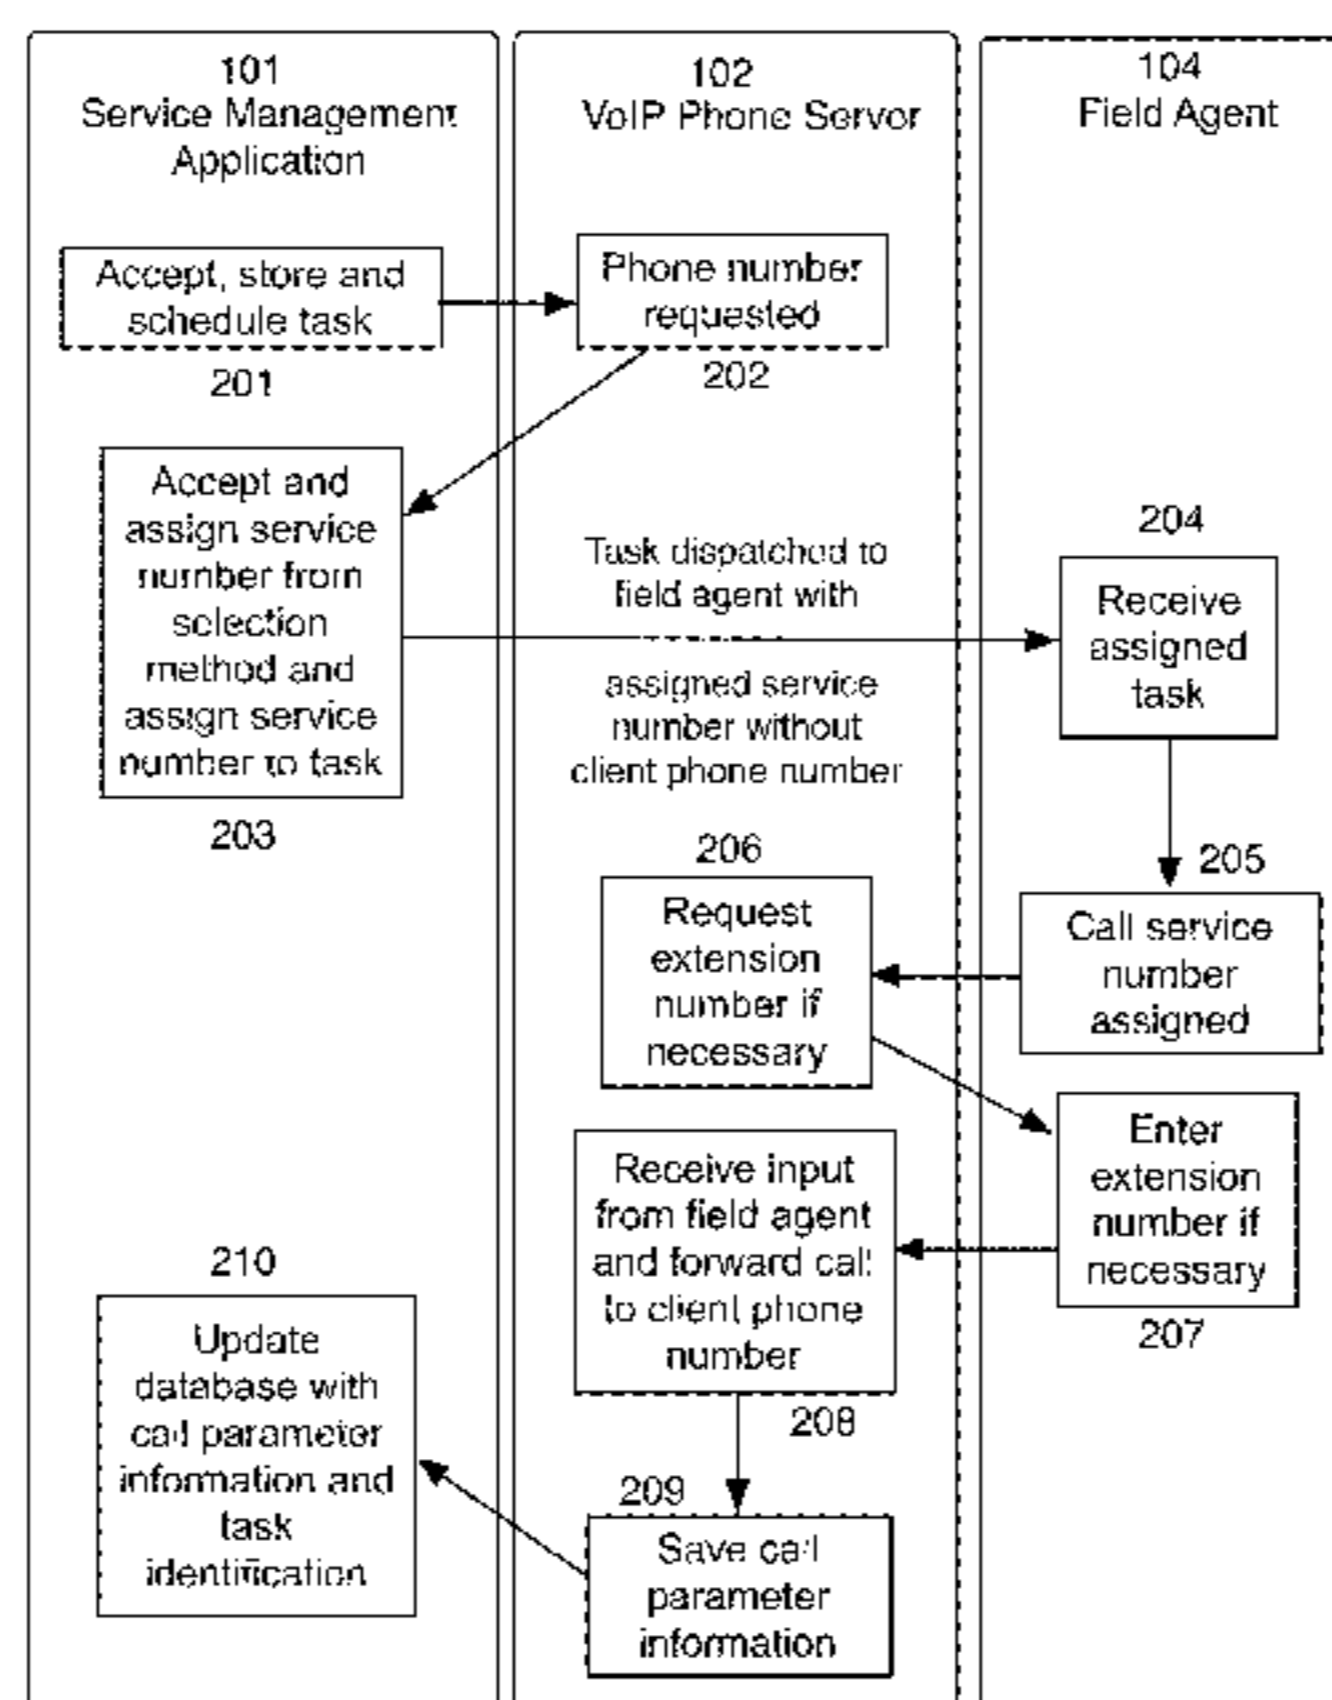 101
Service Management
Application
102
VoIP Phone Server
104
Field Agent
Accept, store and
schedule task
201
Phone number
requested
202
Accept and
assign service
number from
selection
method and
assign service
number to task
203
Task dispatched to
field agent with
assigned service
number without
client phone number
204
Receive
assigned
task
205
Call service
number
assigned
206
Request
extension
number if
necessary
Enter
extension
number if
necessary
207
Receive input
from field agent
and forward call
to client phone
number
208
209
Save call
parameter
information
210
Update
database with
call parameter
information and
task
identification